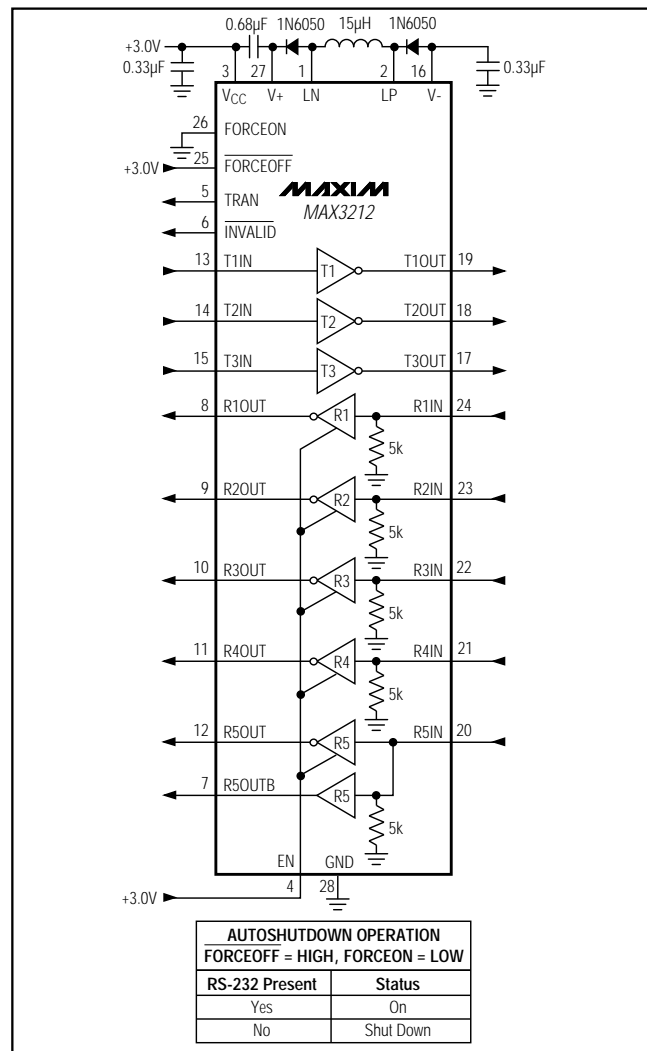 0.68µF 1N6050 15µH 1N6050
+3.0V
0.33µF 3 27 1 2 16 0.33µF
VCC V+ LN LP V-
26 FORCEON
+3.0V 25 FORCEOFF
5 TRAN
6 INVALID
MAXIM
MAX3212
13 T1IN T1 T1OUT 19
14 T2IN T2 T2OUT 18
15 T3IN T3 T3OUT 17
8 R1OUT R1 R1IN 24
5k
9 R2OUT R2 R2IN 23
5k
10 R3OUT R3 R3IN 22
5k
11 R4OUT R4 R4IN 21
5k
12 R5OUT R5 R5IN 20
7 R5OUTB R5
5k
EN GND
+3.0V 4 28
AUTOSHUTDOWN OPERATION
FORCEOFF = HIGH, FORCEON = LOW
RS-232 Present Status
Yes On
No Shut Down